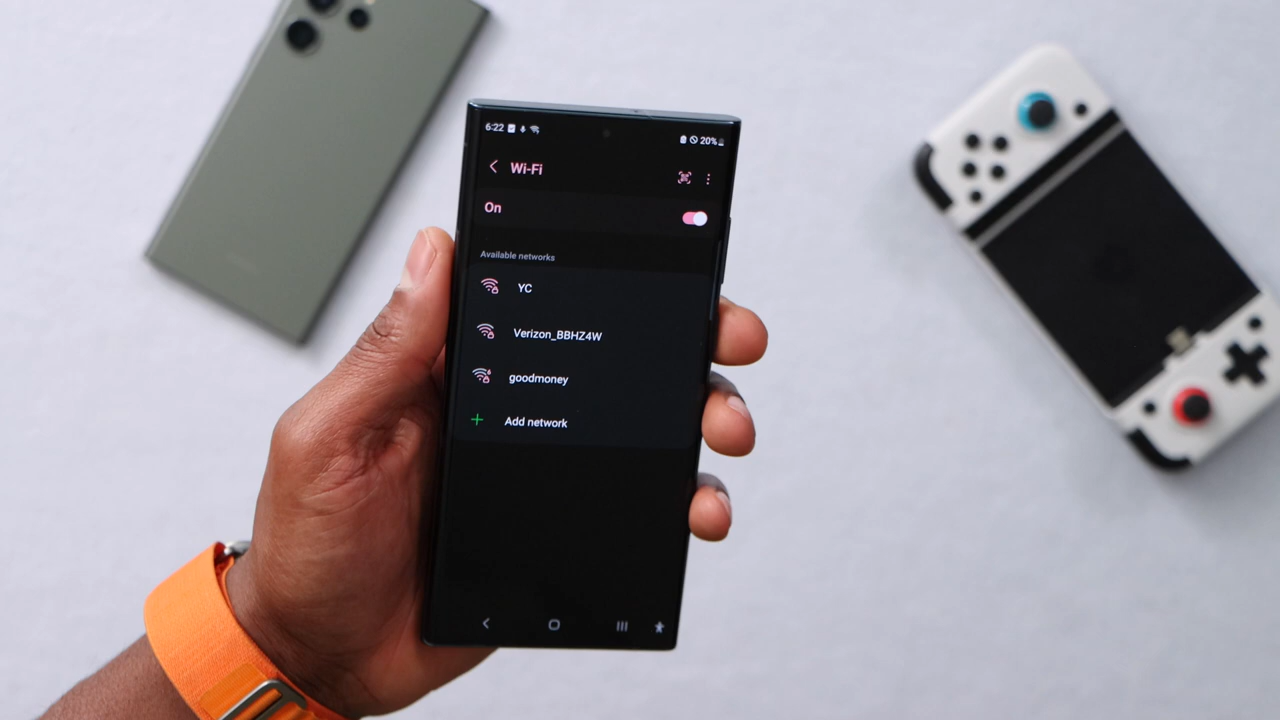 6:22
20%
Wi-Fi
On
Available networks
YC
Verizon_BBHZ4W
goodmoney
Add network